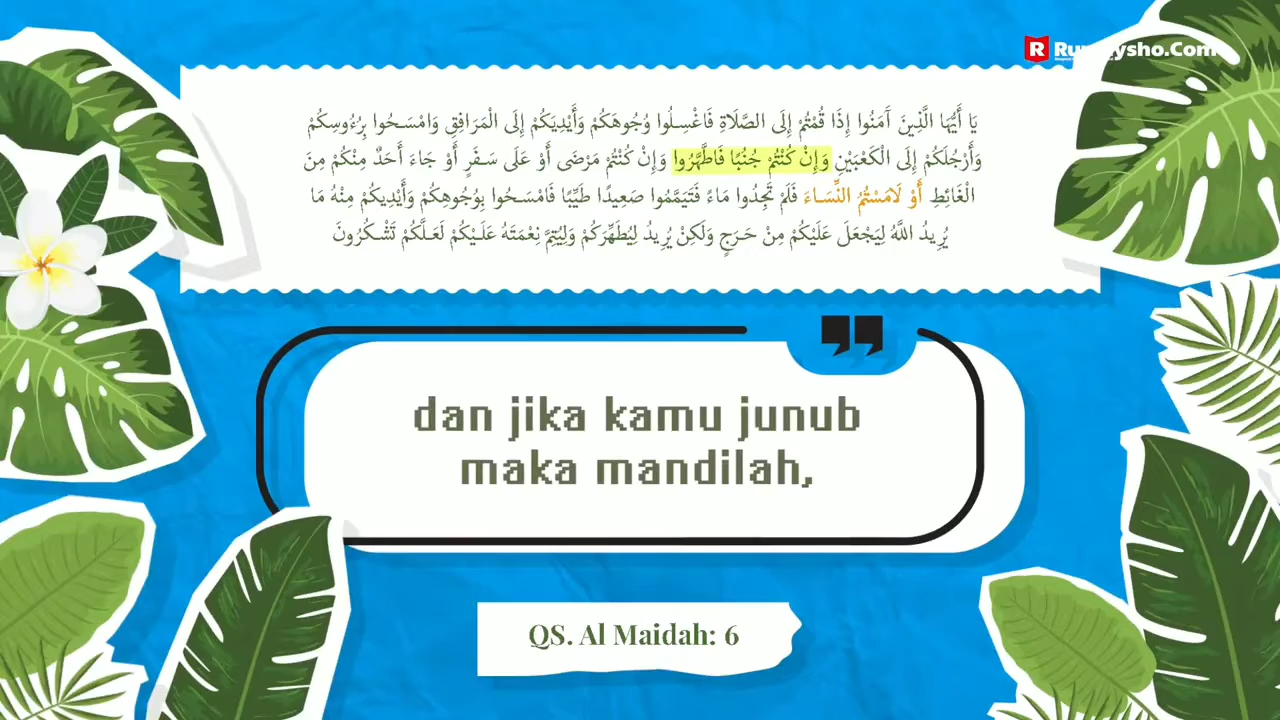 يَا أَيُّهَا الَّذِينَ آمَنُوا إِذَا قُمْتُمْ إِلَى الصَّلَاةِ فَاغْسِلُوا وُجُوهَكُمْ وَأَيْدِيَكُمْ إِلَى الْمَرَافِقِ وَامْسَحُوا بِرُءُوسِكُمْ
وَأَرْجُلَكُمْ إِلَى الْكَعْبَيْنِ وَإِنْ كُنْتُمْ جُنُبًا فَاطَّهَّرُوا وَإِنْ كُنْتُمْ مَرْضَى أَوْ عَلَى سَفَرٍ أَوْ جَاءَ أَحَدٌ مِنْكُمْ مِنَ
الْغَائِطِ أَوْ لَامَسْتُمُ النِّسَاءَ فَلَمْ تَجِدُوا مَاءً فَتَيَمَّمُوا صَعِيدًا طَيِّبًا فَامْسَحُوا بِوُجُوهِكُمْ وَأَيْدِيكُمْ مِنْهُ مَا
يُرِيدُ اللَّهُ لِيَجْعَلَ عَلَيْكُمْ مِنْ حَرَجٍ وَلَكِنْ يُرِيدُ لِيُطَهِّرَكُمْ وَلِيُتِمَّ نِعْمَتَهُ عَلَيْكُمْ لَعَلَّكُمْ تَشْكُرُونَ
dan jika kamu junub
maka mandilah,
QS. Al Maidah: 6